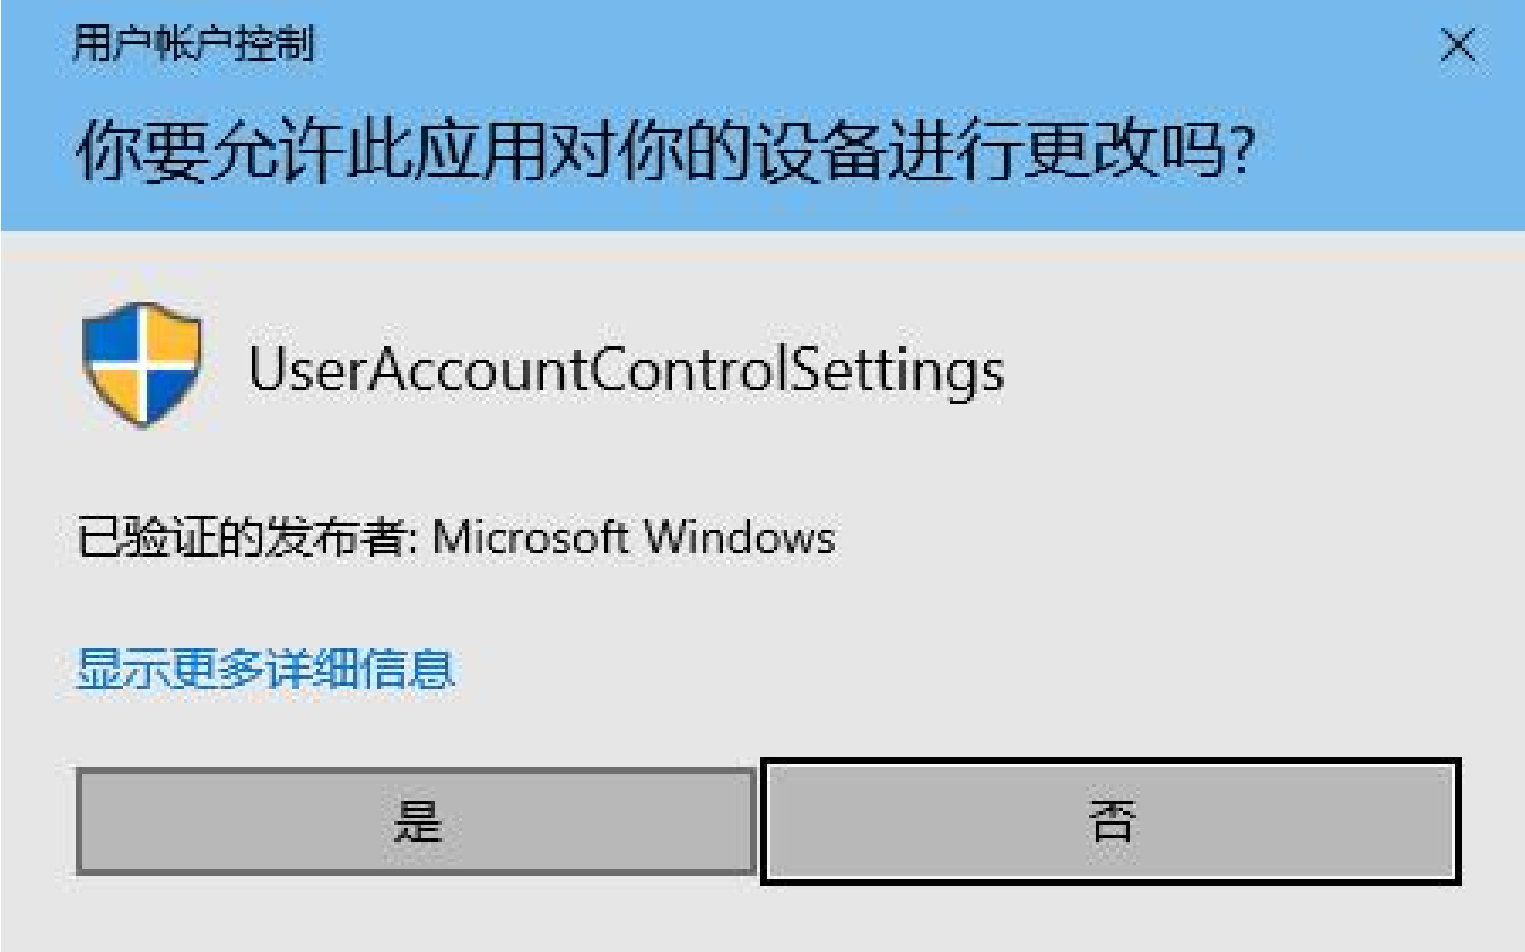 用户帐户控制
你要允许此应用对你的设备进行更改吗?
UserAccountControlSettings
已验证的发布者: Microsoft Windows
显示更多详细信息
是
否